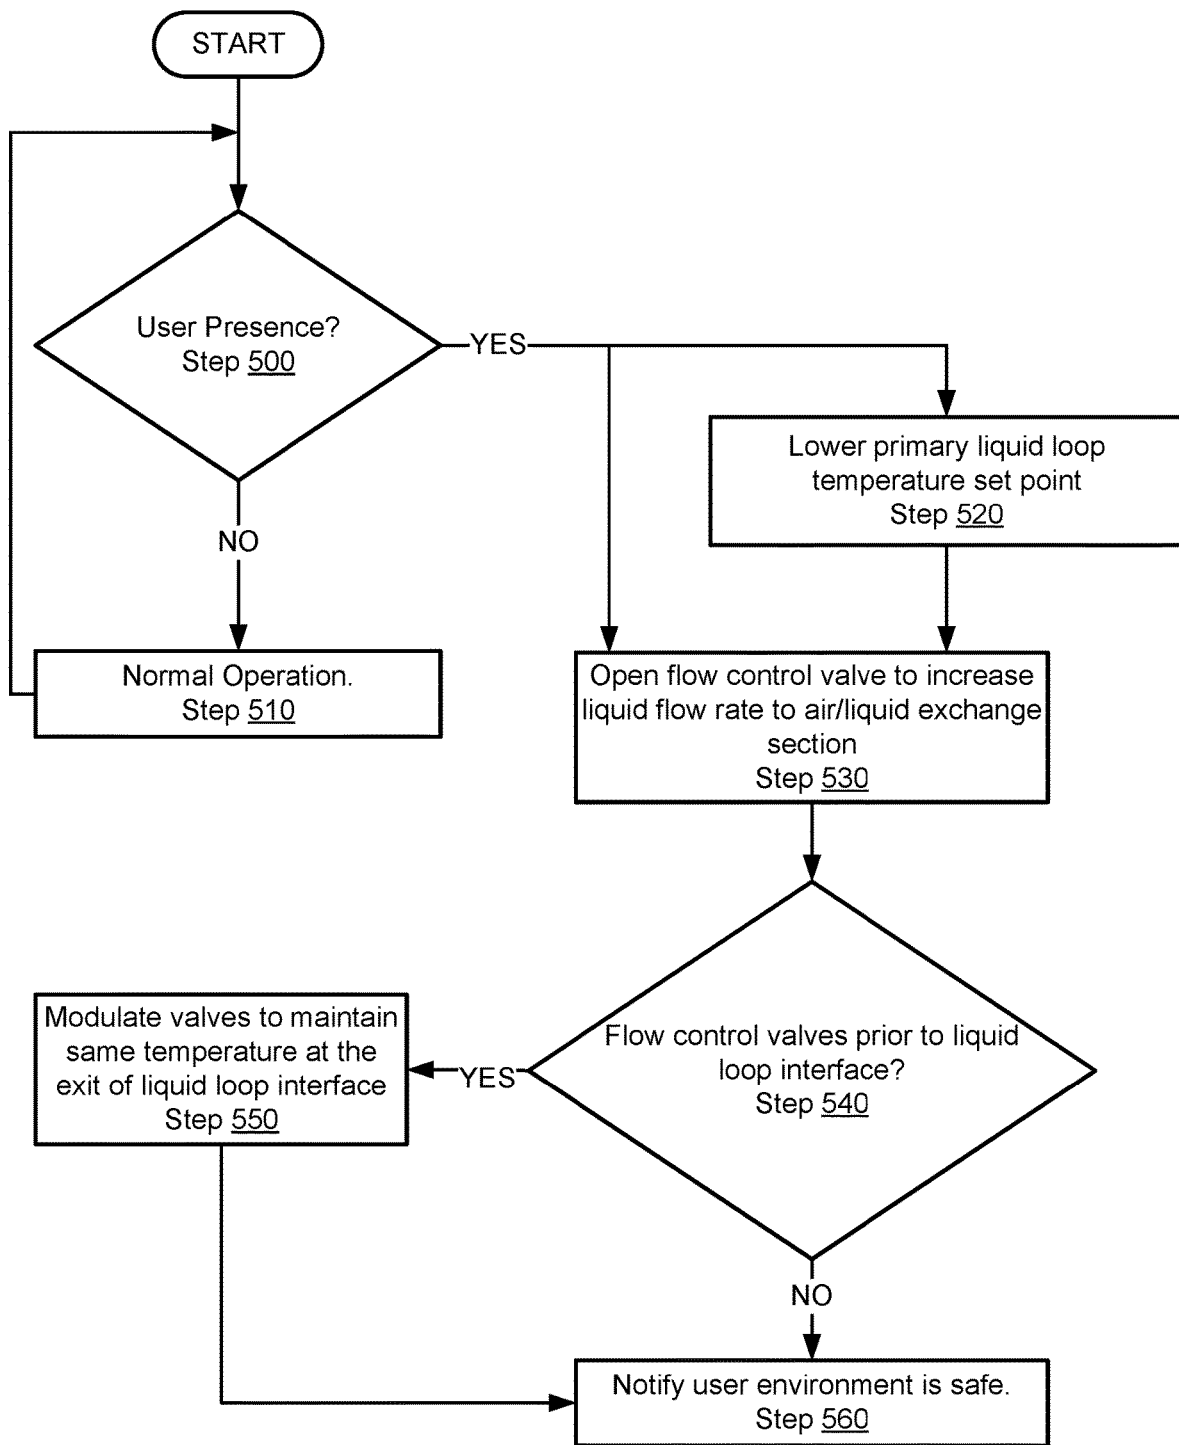 START
User Presence?
Step 500
YES
NO
Lower primary liquid loop
temperature set point
Step 520
Normal Operation.
Step 510
Open flow control valve to increase
liquid flow rate to air/liquid exchange
section
Step 530
Flow control valves prior to liquid
loop interface?
Step 540
YES
Modulate valves to maintain
same temperature at the
exit of liquid loop interface
Step 550
NO
Notify user environment is safe.
Step 560